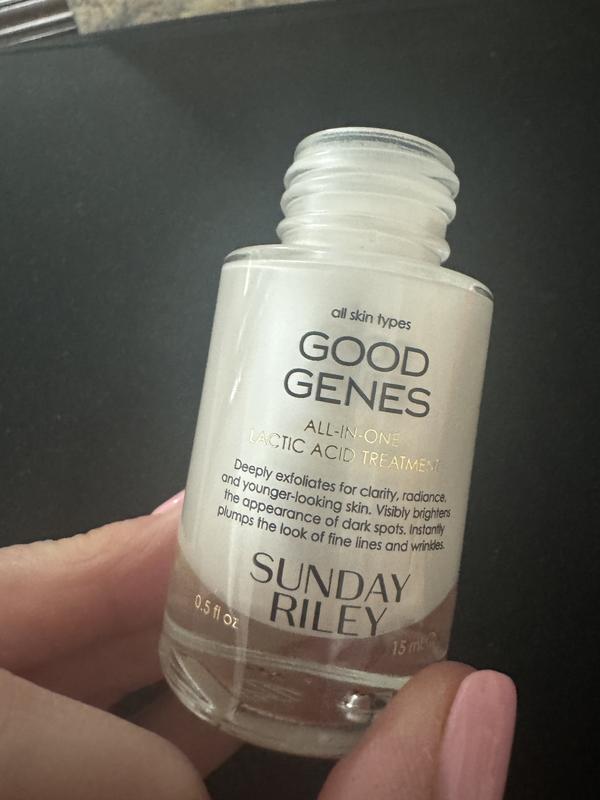 all skin types
GOOD
GENES
ALL-IN-ONE
LACTIC ACID TREATMENT
Deeply exfoliates for clarity, radiance,
and younger-looking skin. Visibly brightens
the appearance of dark spots. Instantly
plumps the look of fine lines and wrinkles.
SUNDAY
RILEY
0.5 fl oz 15 ml ℮